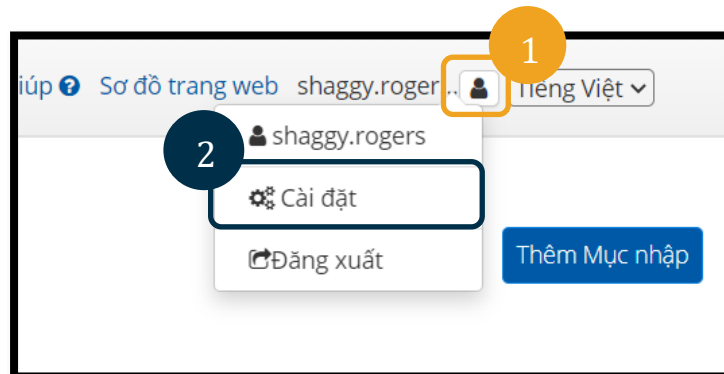 1
iúp Sơ đồ trang web shaggy.roger... Tiếng Việt
shaggy.rogers
2
Cài đặt
Đăng xuất
Thêm Mục nhập